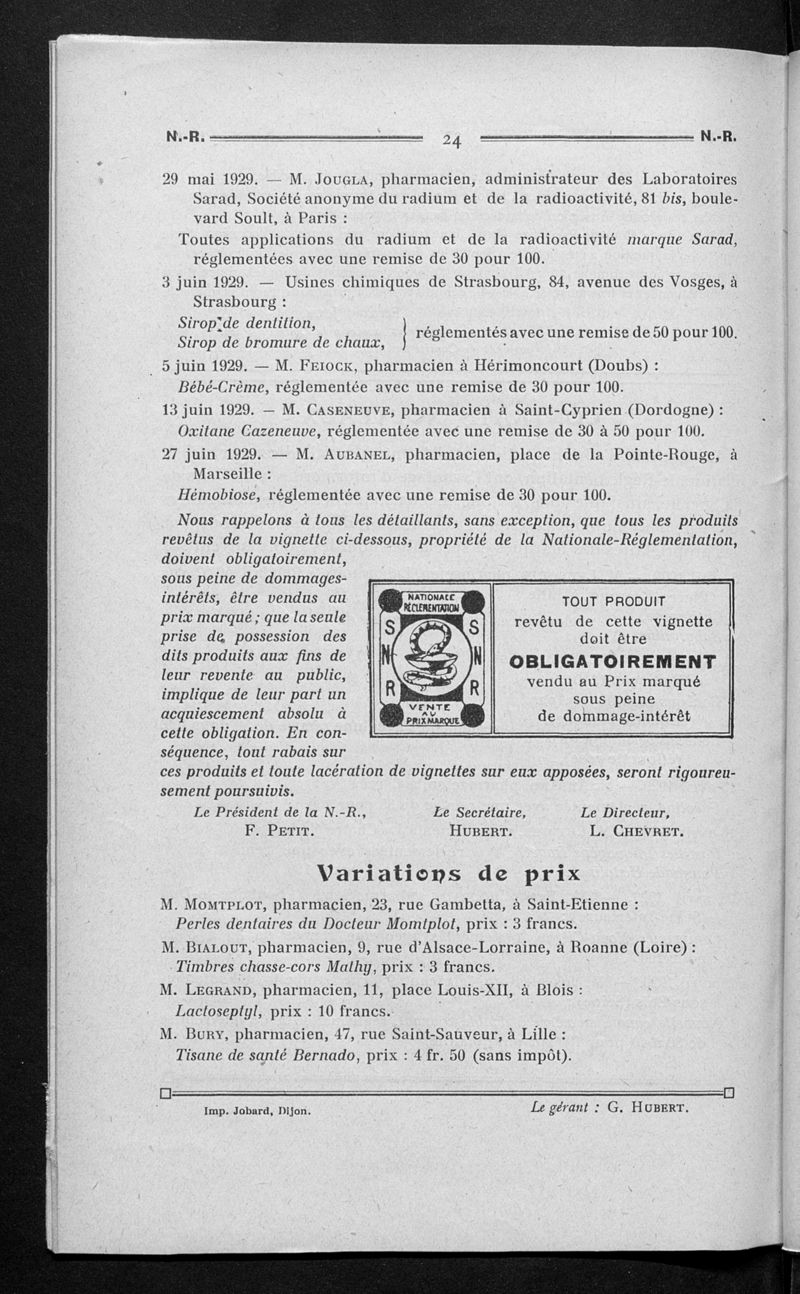 N.-R. 24 N.-R.
29 mai 1929. — M. JOUGLA, pharmacien, administrateur des Laboratoires
Sarad, Société anonyme du radium et de la radioactivité, 81 bis, boule-
vard Soult, à Paris :
Toutes applications du radium et de la radioactivité marque Sarad,
réglementées avec une remise de 30 pour 100.
3 juin 1929. — Usines chimiques de Strasbourg, 84, avenue des Vosges, à
Strasbourg :
Sirop de dentition,
Sirop de bromure de chaux,
réglementés avec une remise de 50 pour 100.
5 juin 1929. — M. FEIOCK, pharmacien à Hérimoncourt (Doubs) :
Bébé-Crème, réglementée avec une remise de 30 pour 100.
13 juin 1929. — M. CASENEUVE, pharmacien à Saint-Cyprien (Dordogne) :
Oxitane Cazeneuve, réglementée avec une remise de 30 à 50 pour 100.
27 juin 1929. — M. AUBANEL, pharmacien, place de la Pointe-Rouge, à
Marseille :
Hémobiose, réglementée avec une remise de 30 pour 100.
Nous rappelons à tous les détaillants, sans exception, que tous les produits
revêtus de la vignette ci-dessous, propriété de la Nationale-Réglementation,
doivent obligatoirement,
sous peine de dommages-
intérêts, être vendus au
prix marqué ; que la seule
prise de possession des
dits produits aux fins de
leur revente au public,
implique de leur part un
acquiescement absolu à
cette obligation. En con-
séquence, tout rabais sur
NATIONALE
RÉGLEMENTATION
S S
N N
R R
VENTE
AU
PRIX MARQUÉ
TOUT PRODUIT
revêtu de cette vignette
doit être
OBLIGATOIREMENT
vendu au Prix marqué
sous peine
de dommage-intérêt
ces produits et toute lacération de vignettes sur eux apposées, seront rigoureu-
sement poursuivis.
Le Président de la N.-R., Le Secrétaire, Le Directeur,
F. PETIT. HUBERT. L. CHEVRET.
Variations de prix
M. MOMTPLOT, pharmacien, 23, rue Gambetta, à Saint-Etienne :
Perles dentaires du Docteur Momtplot, prix : 3 francs.
M. BIALOUT, pharmacien, 9, rue d'Alsace-Lorraine, à Roanne (Loire) :
Timbres chasse-cors Mathy, prix : 3 francs.
M. LEGRAND, pharmacien, 11, place Louis-XII, à Blois :
Lactoseptyl, prix : 10 francs.
M. BURY, pharmacien, 47, rue Saint-Sauveur, à Lille :
Tisane de santé Bernado, prix : 4 fr. 50 (sans impôt).
Imp. Jobard, Dijon. Le gérant : G. HUBERT.